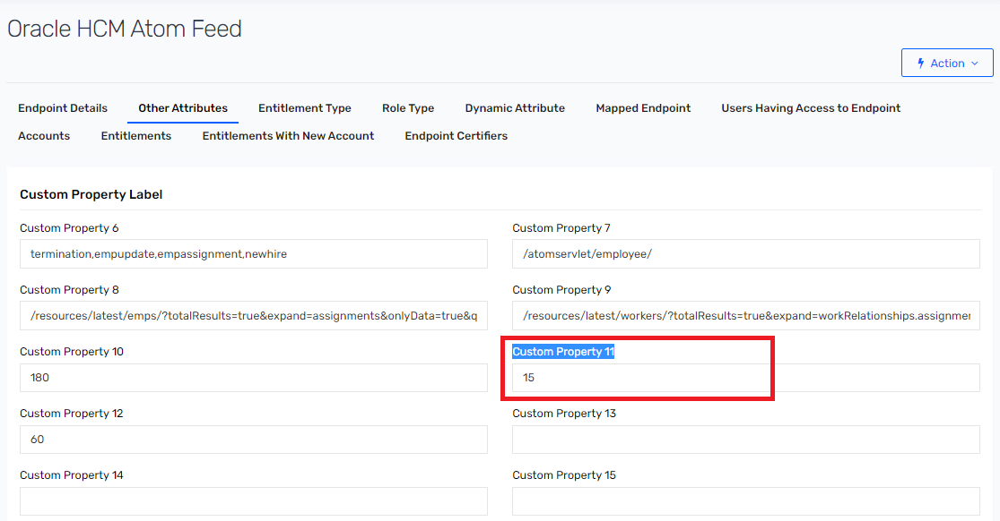 Oracle HCM Atom Feed
Action
Endpoint Details Other Attributes Entitlement Type Role Type Dynamic Attribute Mapped Endpoint Users Having Access to Endpoint
Accounts Entitlements Entitlements With New Account Endpoint Certifiers
Custom Property Label
Custom Property 6 Custom Property 7
termination,empupdate,empassignment,newhire /atomservlet/employee/
Custom Property 8 Custom Property 9
/resources/latest/emps/?totalResults=true&expand=assignments&onlyData=true&q /resources/latest/workers/?totalResults=true&expand=workRelationships.assignmer
Custom Property 10 Custom Property 11
180 15
Custom Property 12 Custom Property 13
60
Custom Property 14 Custom Property 15